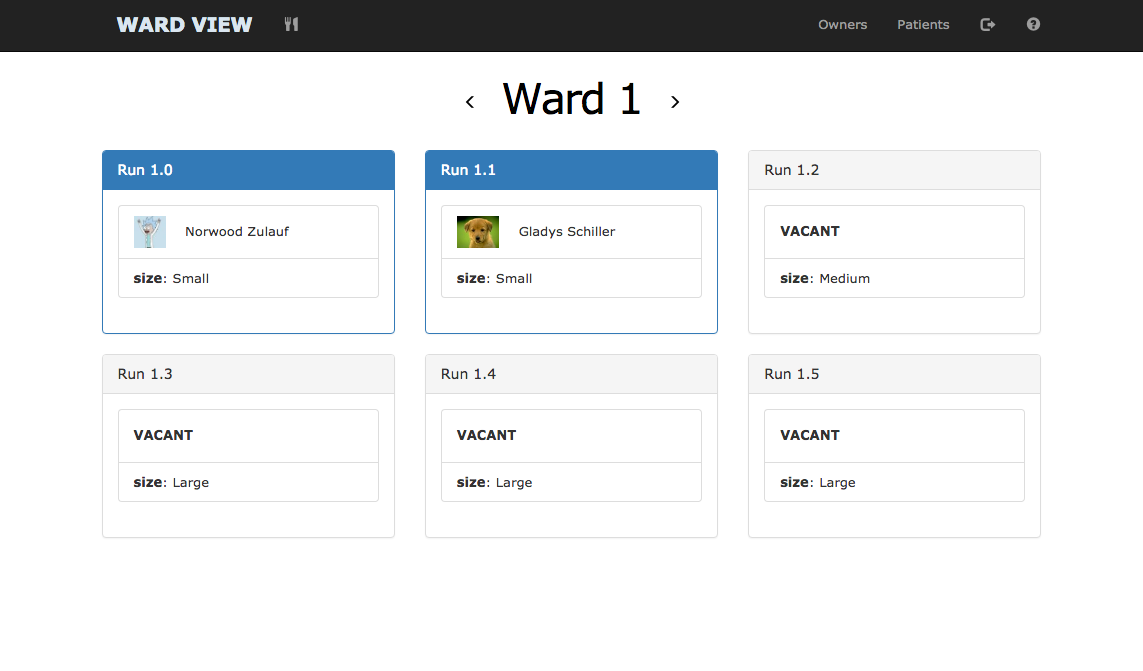 WARD VIEW
Owners
Patients
Ward 1
Run 1.0
Norwood Zulauf
size: Small
Run 1.1
Gladys Schiller
size: Small
Run 1.2
VACANT
size: Medium
Run 1.3
VACANT
size: Large
Run 1.4
VACANT
size: Large
Run 1.5
VACANT
size: Large